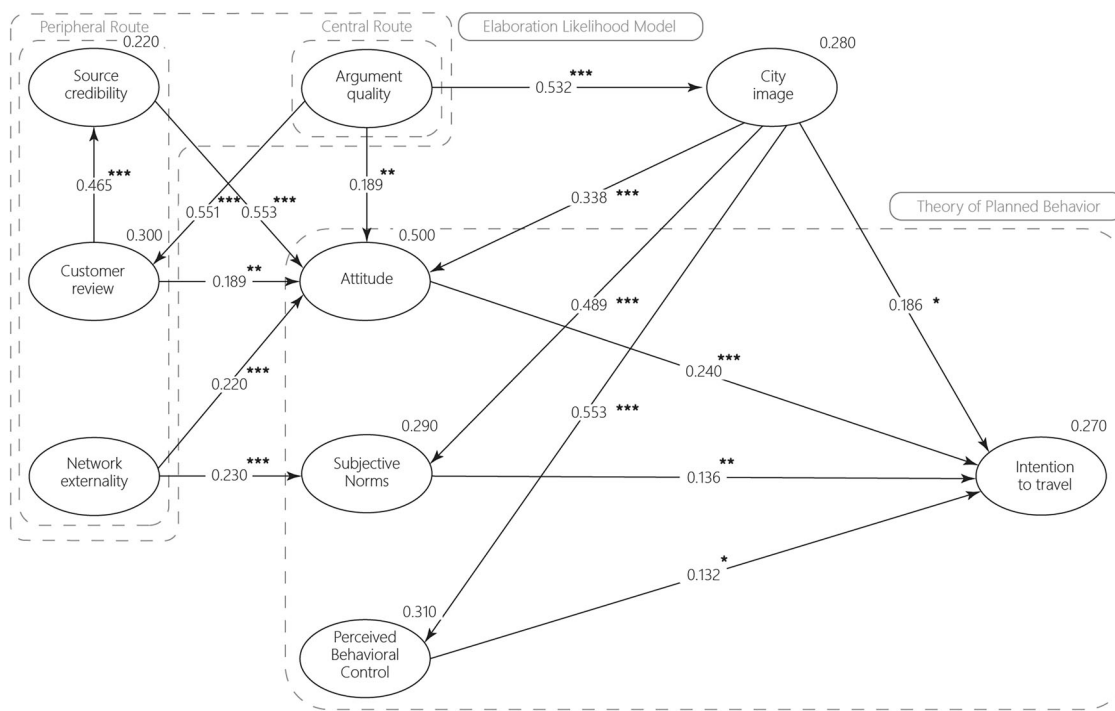 Peripheral Route
Central Route
Elaboration Likelihood Model
0.220
0.280
Source
credibility
Argument
quality
0.532 ***
City
image
0.465 ***
0.189 **
0.338 ***
Theory of Planned Behavior
0.551 ***
0.553 ***
0.300
0.500
Customer
review
0.189 **
Attitude
0.489 ***
0.186 *
0.220 ***
0.240 ***
0.553 ***
0.290
0.270
Network
externality
0.230 ***
Subjective
Norms
0.136 **
Intention
to travel
0.132 *
0.310
Perceived
Behavioral
Control